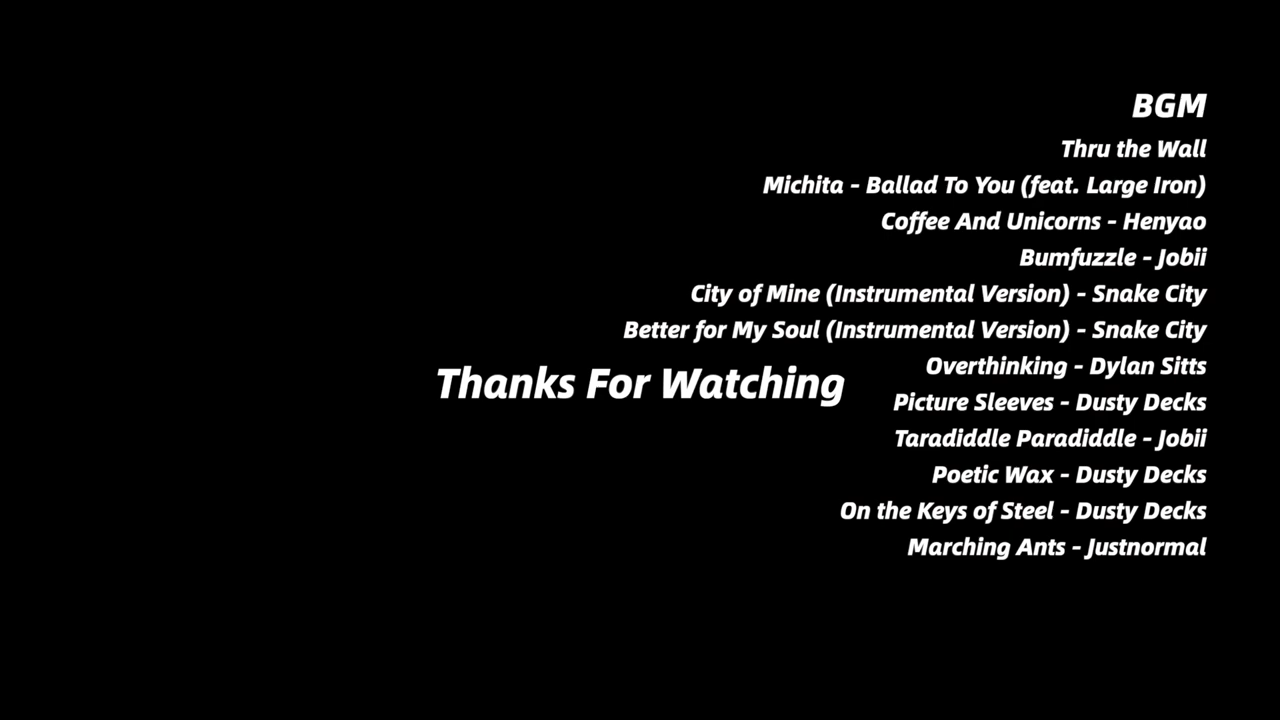 BGM
Thru the Wall
Michita - Ballad To You (feat. Large Iron)
Coffee And Unicorns - Henyao
Bumfuzzle - Jobii
City of Mine (Instrumental Version) - Snake City
Better for My Soul (Instrumental Version) - Snake City
Overthinking - Dylan Sitts
Thanks For Watching
Picture Sleeves - Dusty Decks
Taradiddle Paradiddle - Jobii
Poetic Wax - Dusty Decks
On the Keys of Steel - Dusty Decks
Marching Ants - Justnormal